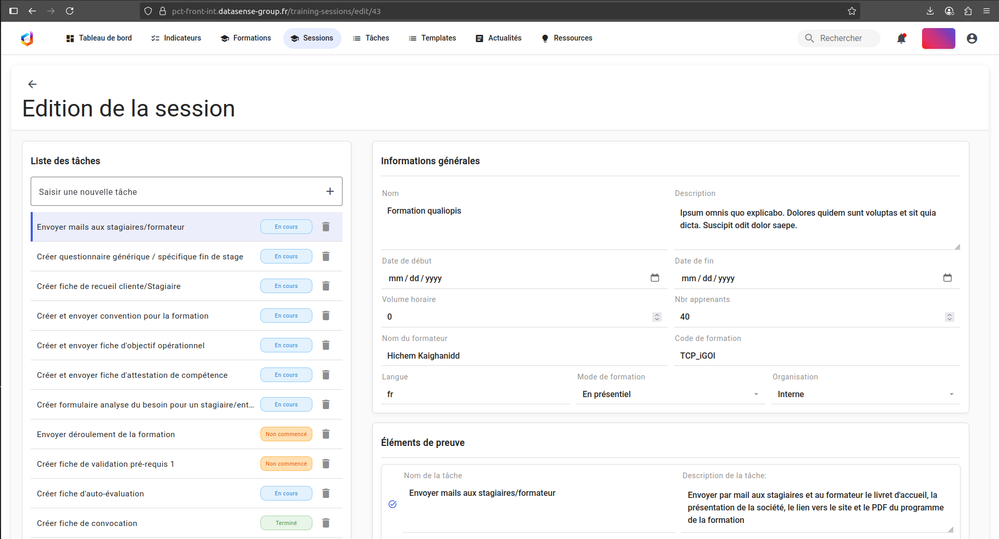 pct-front-int.datasense-group.fr/training-sessions/edit/43
Tableau de bord
Indicateurs
Formations
Sessions
Tâches
Templates
Actualités
Ressources
Rechercher
Edition de la session
Liste des tâches
Saisir une nouvelle tâche
Envoyer mails aux stagiaires/formateur
En cours
Créer questionnaire générique / spécifique fin de stage
En cours
Créer fiche de recueil cliente/Stagiaire
En cours
Créer et envoyer convention pour la formation
En cours
Créer et envoyer fiche d'objectif opérationnel
En cours
Créer et envoyer fiche d'attestation de compétence
En cours
Créer formulaire analyse du besoin pour un stagiaire/ent...
En cours
Envoyer déroulement de la formation
Non commencé
Créer fiche de validation pré-requis 1
Non commencé
Créer fiche d'auto-évaluation
En cours
Créer fiche de convocation
Terminé
Informations générales
Nom
Formation qualiopis
Description
Ipsum omnis quo explicabo. Dolores quidem sunt voluptas et sit quia
dicta. Suscipit odit dolor saepe.
Date de début
mm/dd/yyyy
Date de fin
mm/dd/yyyy
Volume horaire
0
Nbr apprenants
40
Nom du formateur
Hichem Kaighanidd
Code de formation
TCP_iGOI
Langue
fr
Mode de formation
En présentiel
Organisation
Interne
Éléments de preuve
Nom de la tâche
Envoyer mails aux stagiaires/formateur
Description de la tâche:
Envoyer par mail aux stagiaires et au formateur le livret d'accueil, la
présentation de la société, le lien vers le site et le PDF du programme
de la formation